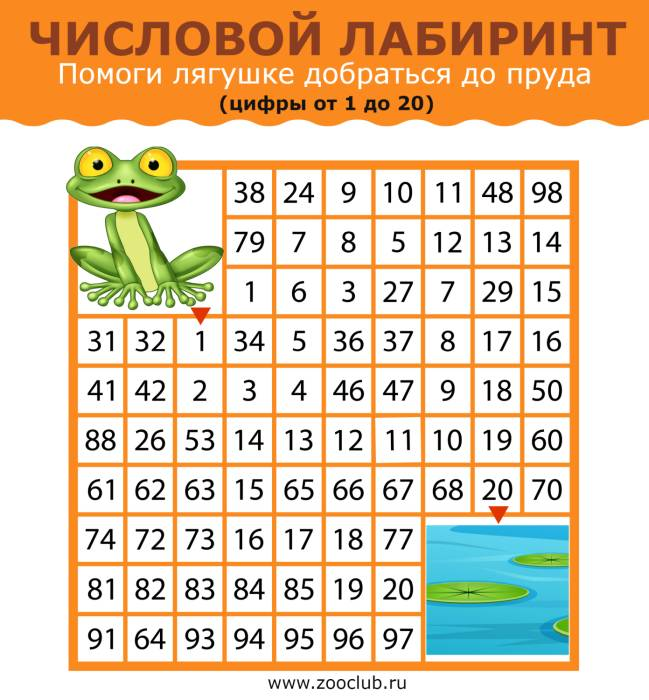 ЧИСЛОВОЙ ЛАБИРИНТ
Помоги лягушке добраться до пруда
(цифры от 1 до 20)
38 24 9 10 11 48 98
79 7 8 5 12 13 14
1 6 3 27 7 29 15
31 32 1 34 5 36 37 8 17 16
41 42 2 3 4 46 47 9 18 50
88 26 53 14 13 12 11 10 19 60
61 62 63 15 65 66 67 68 20 70
74 72 73 16 17 18 77
81 82 83 84 85 19 20
91 64 93 94 95 96 97
www.zooclub.ru